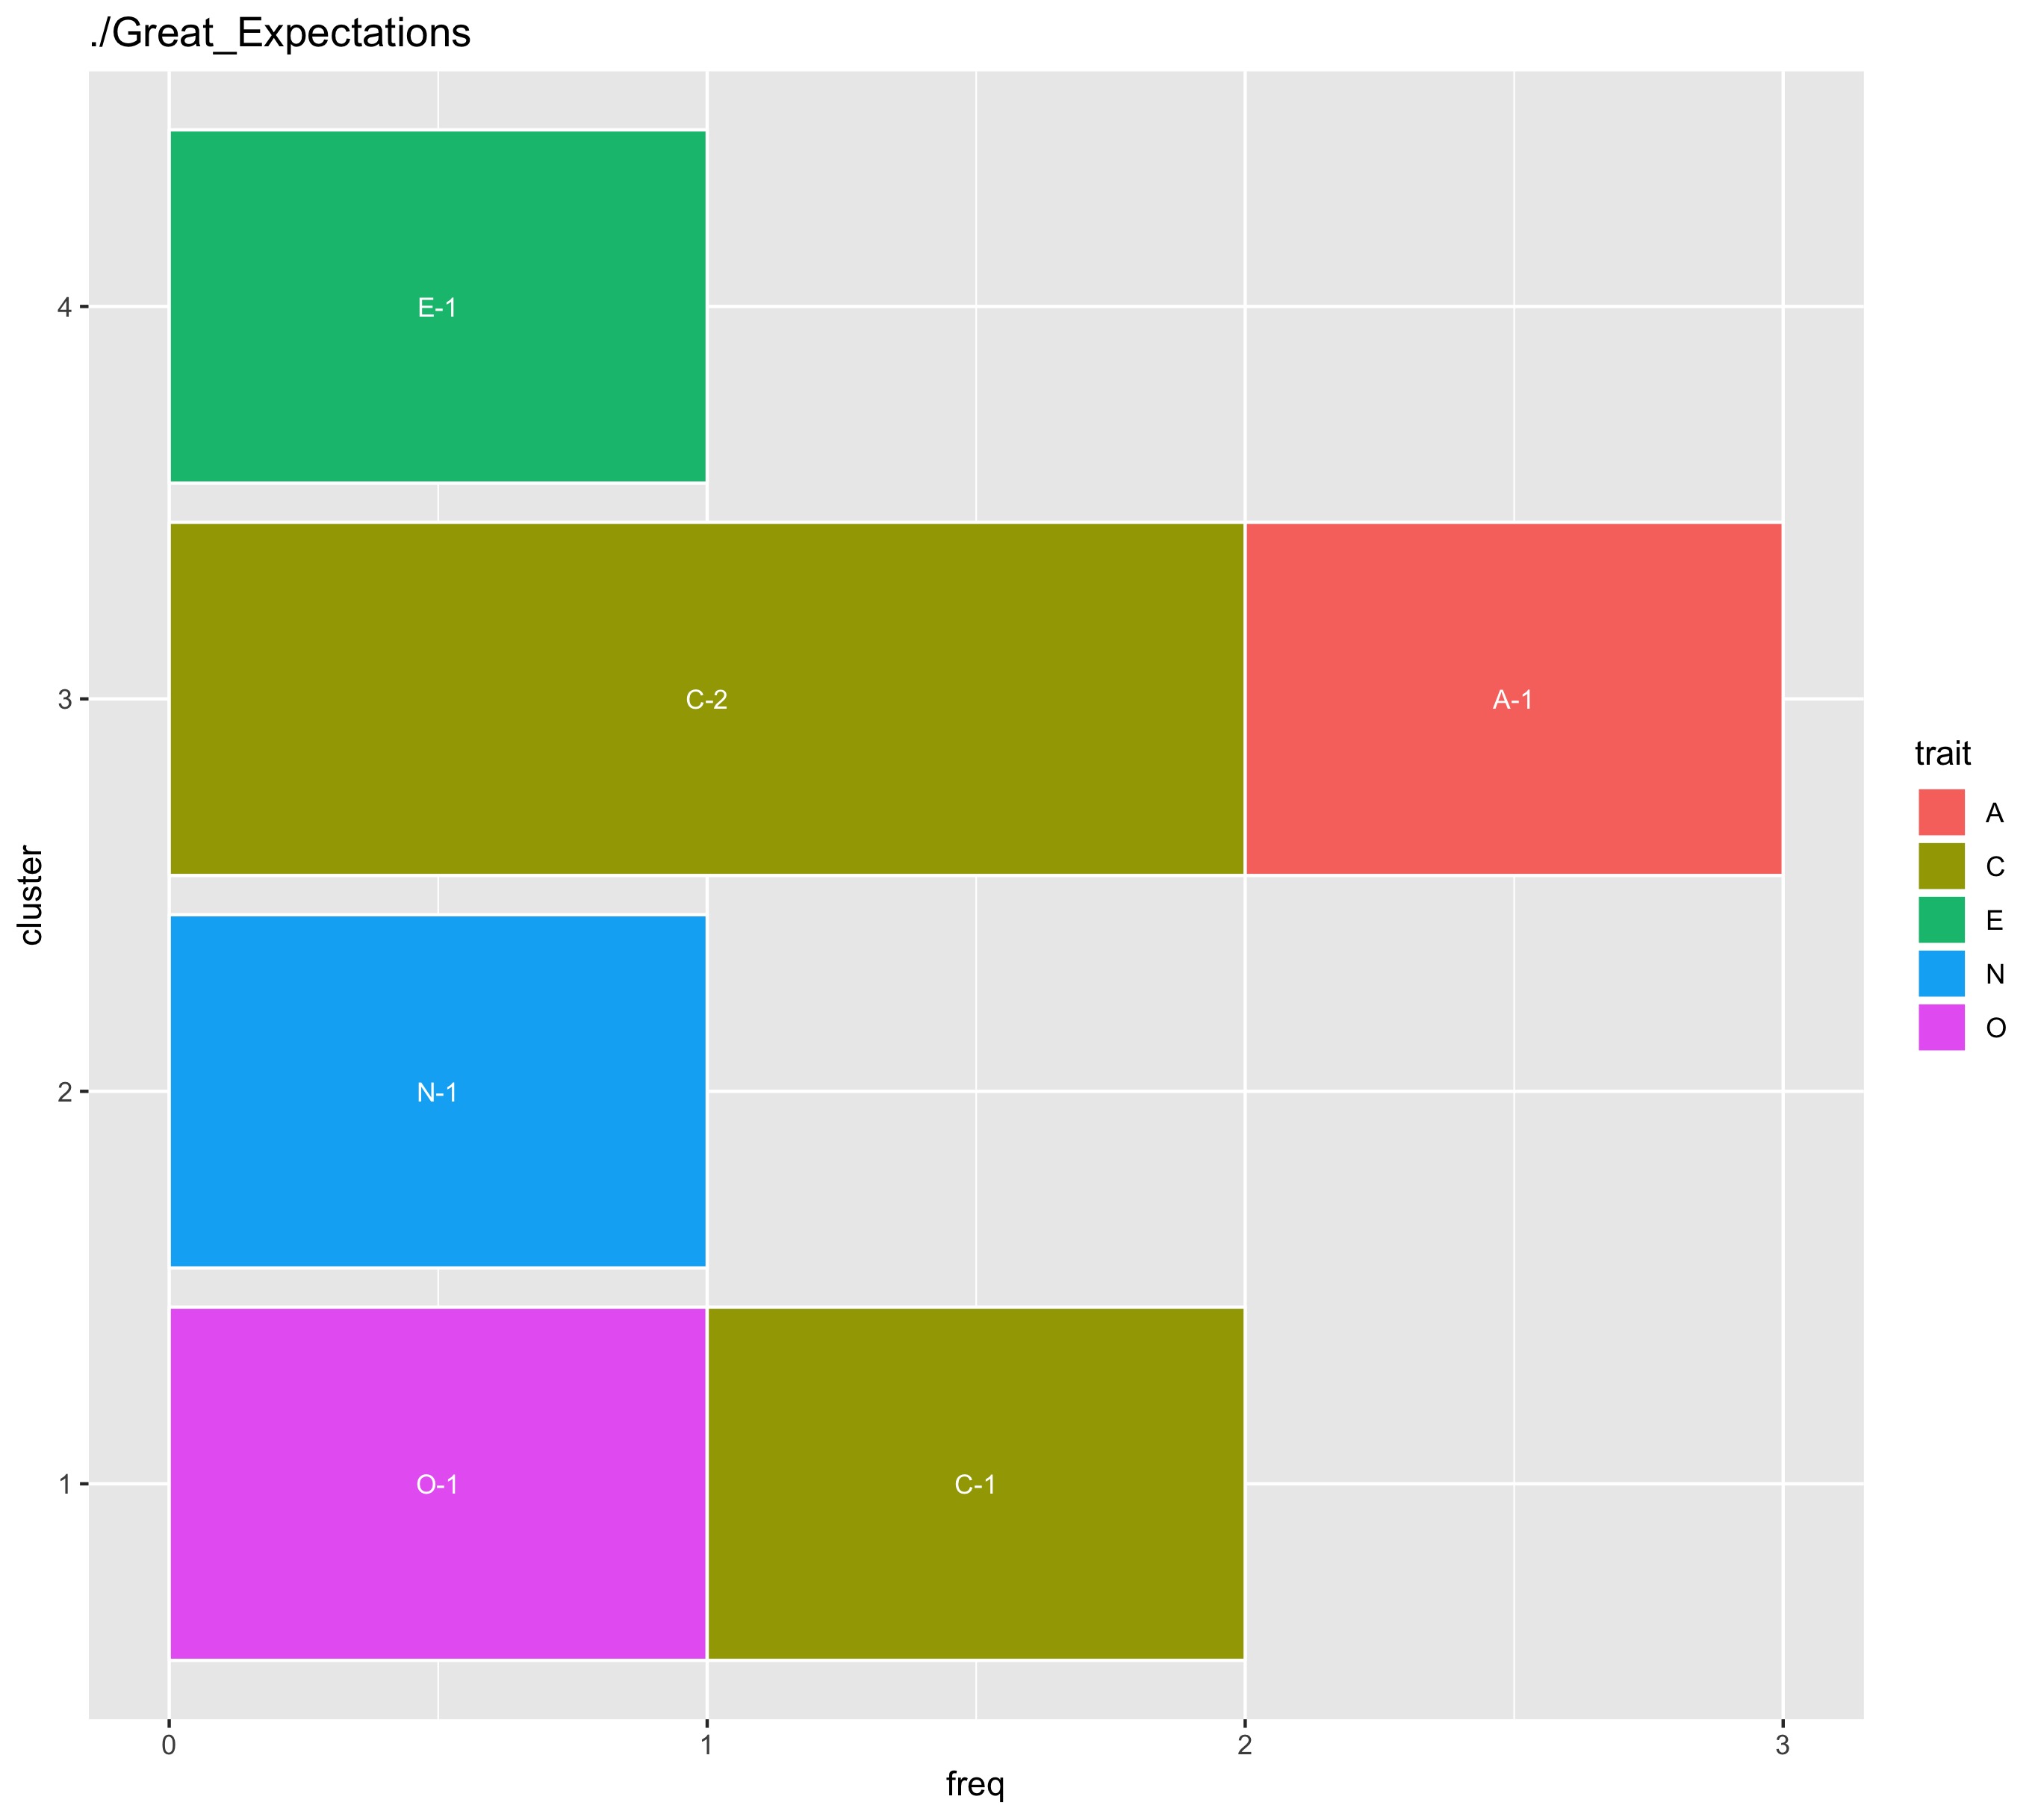 ./Great_Expectations
cluster
4
E-1
3
C-2
A-1
2
N-1
1
O-1
C-1
0
1
2
3
freq
trait
A
C
E
N
O